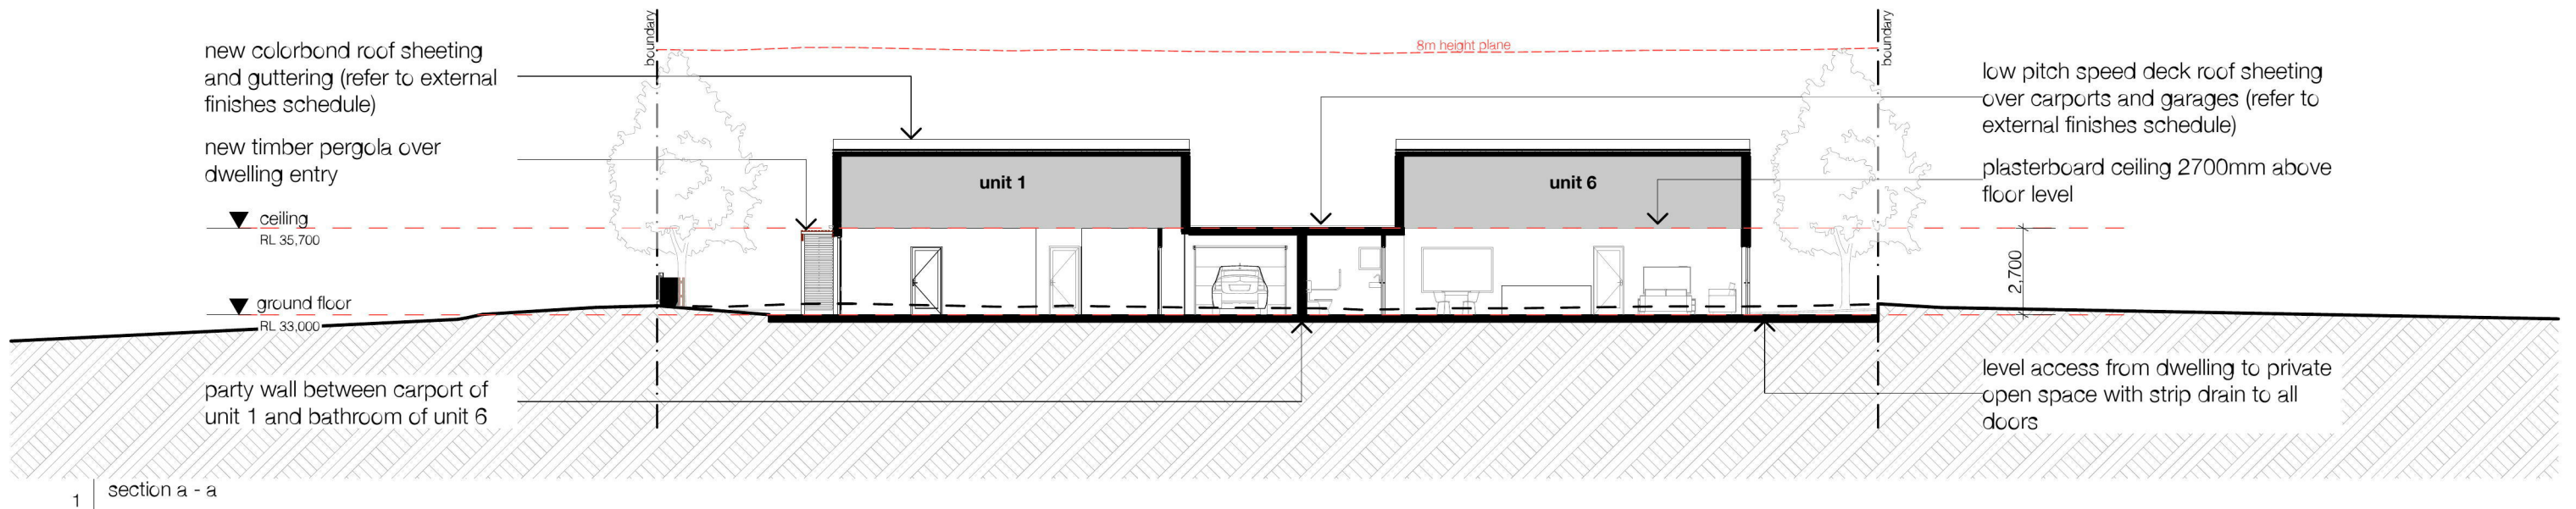 new colorbond roof sheeting
and guttering (refer to external
finishes schedule)
new timber pergola over
dwelling entry
ceiling
RL 35,700
ground floor
RL 33,000
party wall between carport of
unit 1 and bathroom of unit 6
boundary
8m height plane
boundary
unit 1
unit 6
low pitch speed deck roof sheeting
over carports and garages (refer to
external finishes schedule)
plasterboard ceiling 2700mm above
floor level
2,700
level access from dwelling to private
open space with strip drain to all
doors
1 section a - a